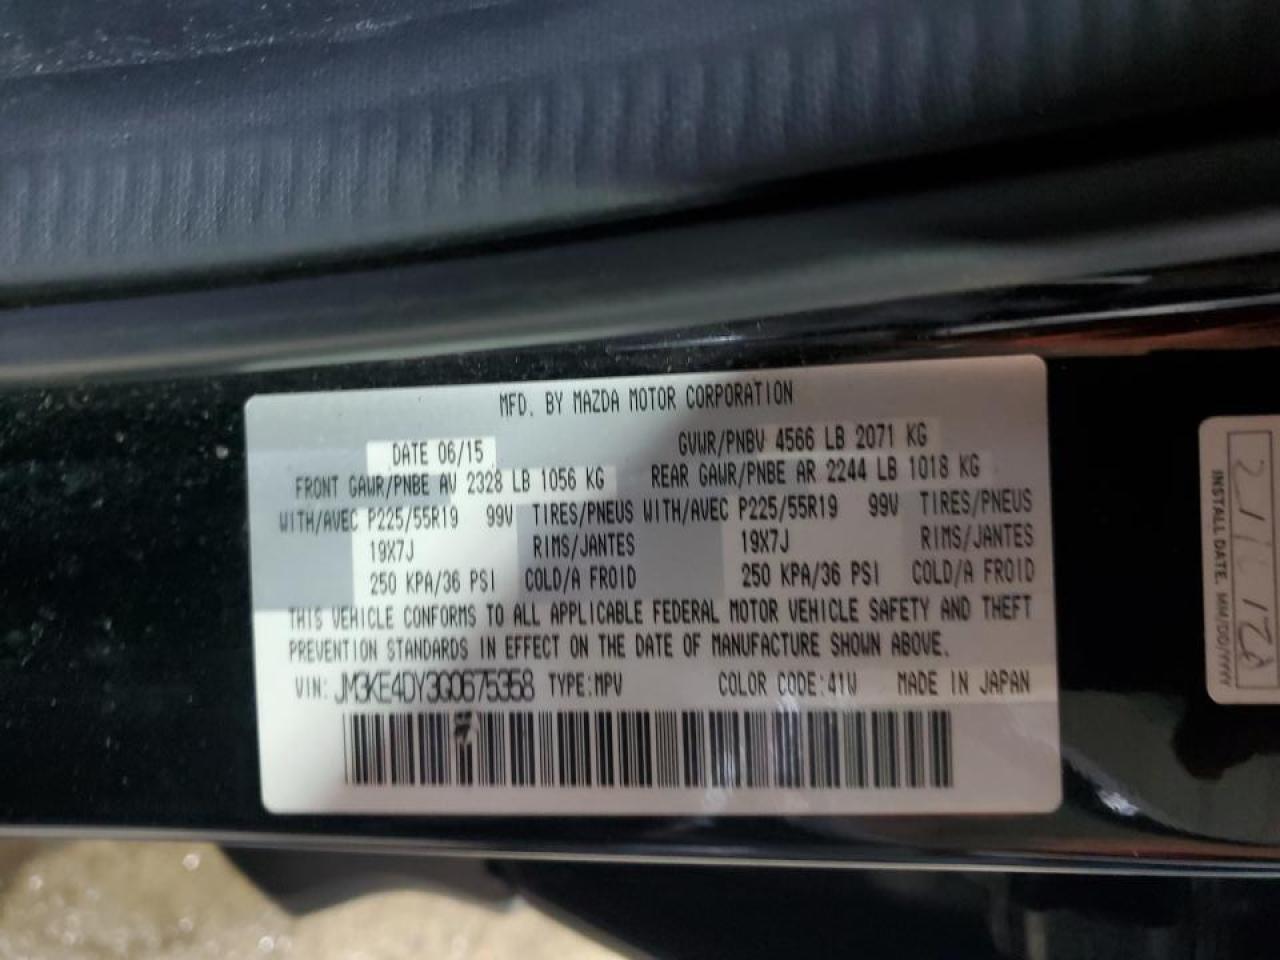 MFD. BY MAZDA MOTOR CORPORATION
DATE 06/15 GVWR/PNBV 4566 LB 2071 KG
FRONT GAWR/PNBE AV 2328 LB 1056 KG REAR GAWR/PNBE AR 2244 LB 1018 KG
WITH/AVEC P225/55R19 99V TIRES/PNEUS WITH/AVEC P225/55R19 99V TIRES/PNEUS
19X7J RIMS/JANTES 19X7J RIMS/JANTES
250 KPA/36 PSI COLD/A FROID 250 KPA/36 PSI COLD/A FROID
THIS VEHICLE CONFORMS TO ALL APPLICABLE FEDERAL MOTOR VEHICLE SAFETY AND THEFT
PREVENTION STANDARDS IN EFFECT ON THE DATE OF MANUFACTURE SHOWN ABOVE.
VIN: JM3KE4DY3G0675358 TYPE:MPV COLOR CODE:41W MADE IN JAPAN
INSTALL DATE, MM/DD/YYYY